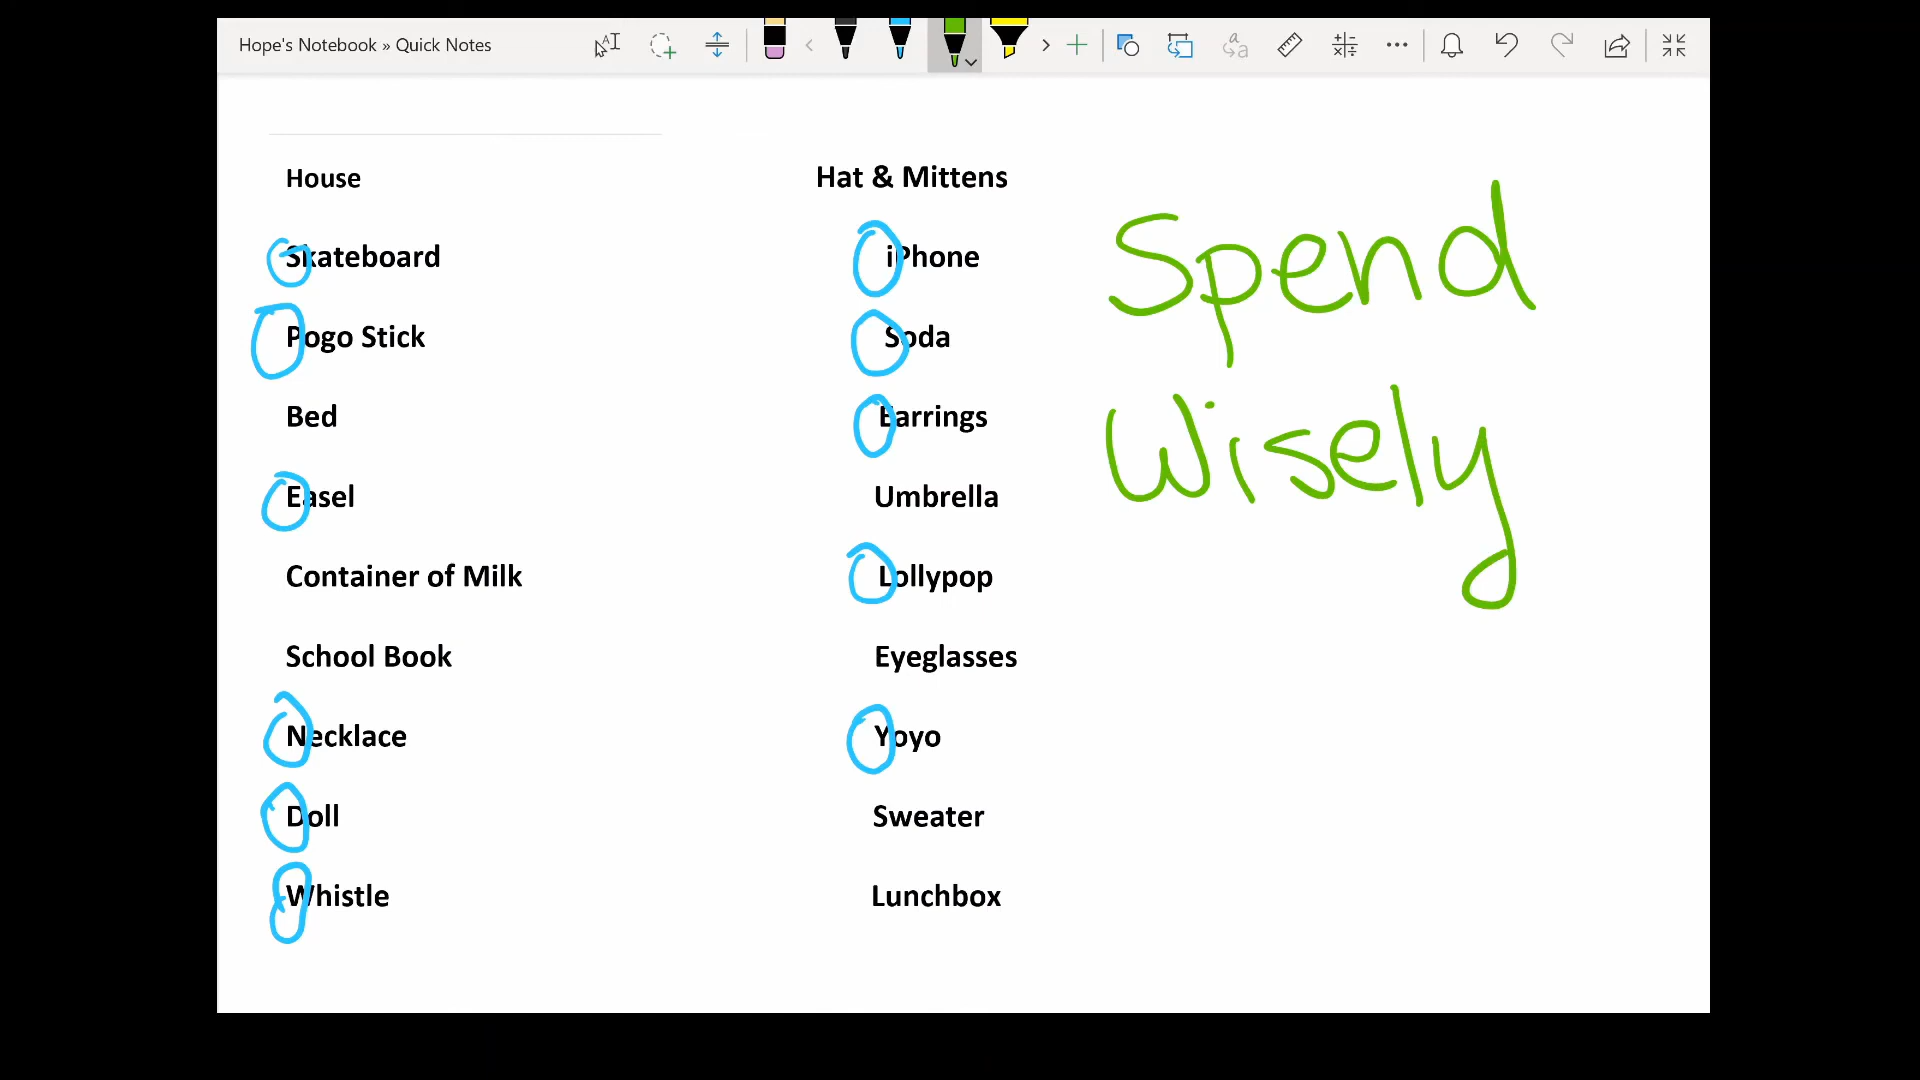 Hope's Notebook » Quick Notes
House
Skateboard
Pogo Stick
Bed
Easel
Container of Milk
School Book
Necklace
Doll
Whistle
Hat & Mittens
iPhone
Soda
Earrings
Umbrella
Lollypop
Eyeglasses
Yoyo
Sweater
Lunchbox
Spend
Wisely